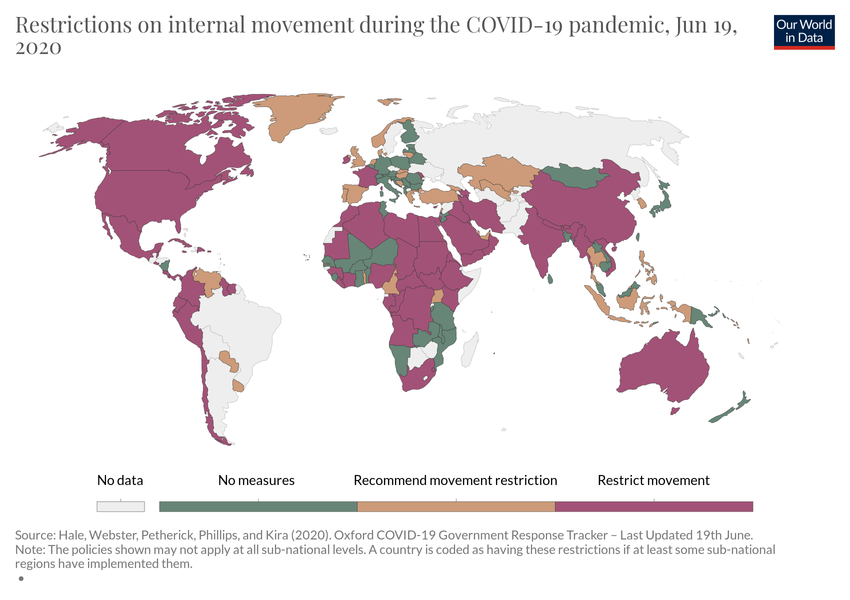 Restrictions on internal movement during the COVID-19 pandemic, Jun 19,
2020
Our World
in Data
No data
No measures
Recommend movement restriction
Restrict movement
Source: Hale, Webster, Petherick, Phillips, and Kira (2020). Oxford COVID-19 Government Response Tracker – Last Updated 19th June.
Note: The policies shown may not apply at all sub-national levels. A country is coded as having these restrictions if at least some sub-national
regions have implemented them.
•